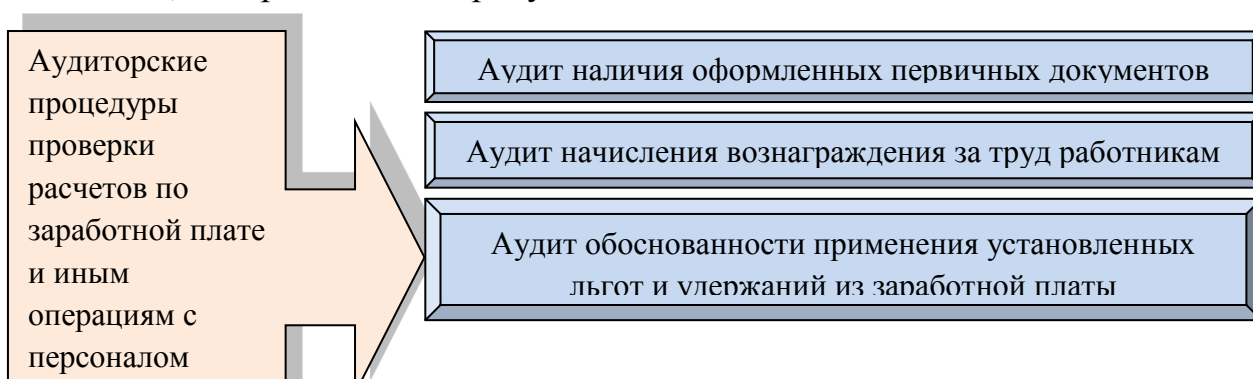 Аудиторские
процедуры
проверки
расчетов по
заработной плате
и иным
операциям с
персоналом
Аудит наличия оформленных первичных документов
Аудит начисления вознаграждения за труд работникам
Аудит обоснованности применения установленных
льгот и удержаний из заработной платы